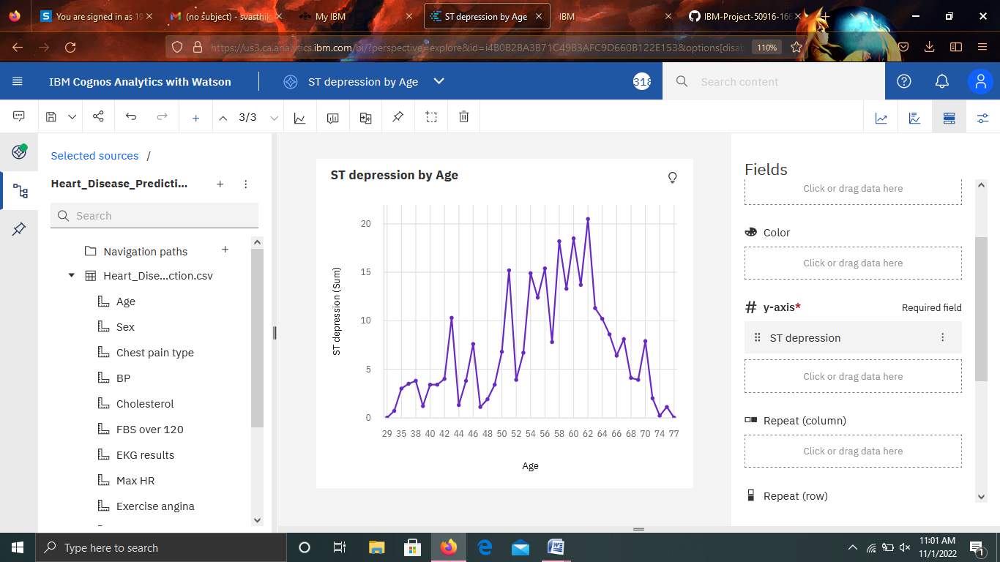 You are signed in as 19
(no subject) - svasthik
My IBM
ST depression by Age
IBM
IBM-Project-50916-166
https://us3.ca.analytics.ibm.com/bi/?perspective=explore&id=i4B0B2BA3B71C49B3AFC9D660B122E153&options[disab
110%
IBM Cognos Analytics with Watson
ST depression by Age
318
Search content
3/3
Selected sources /
Heart_Disease_Predicti...
Search
Navigation paths
Heart_Dise...ction.csv
Age
Sex
Chest pain type
BP
Cholesterol
FBS over 120
EKG results
Max HR
Exercise angina
ST depression by Age
ST depression (Sum)
20
15
10
5
0
29 35 38 40 42 44 46 48 50 52 54 56 58 60 62 64 66 68 70 74 77
Age
Fields
Click or drag data here
Color
Click or drag data here
# y-axis* Required field
ST depression
Click or drag data here
Repeat (column)
Click or drag data here
Repeat (row)
Type here to search
11:01 AM
11/1/2022
1